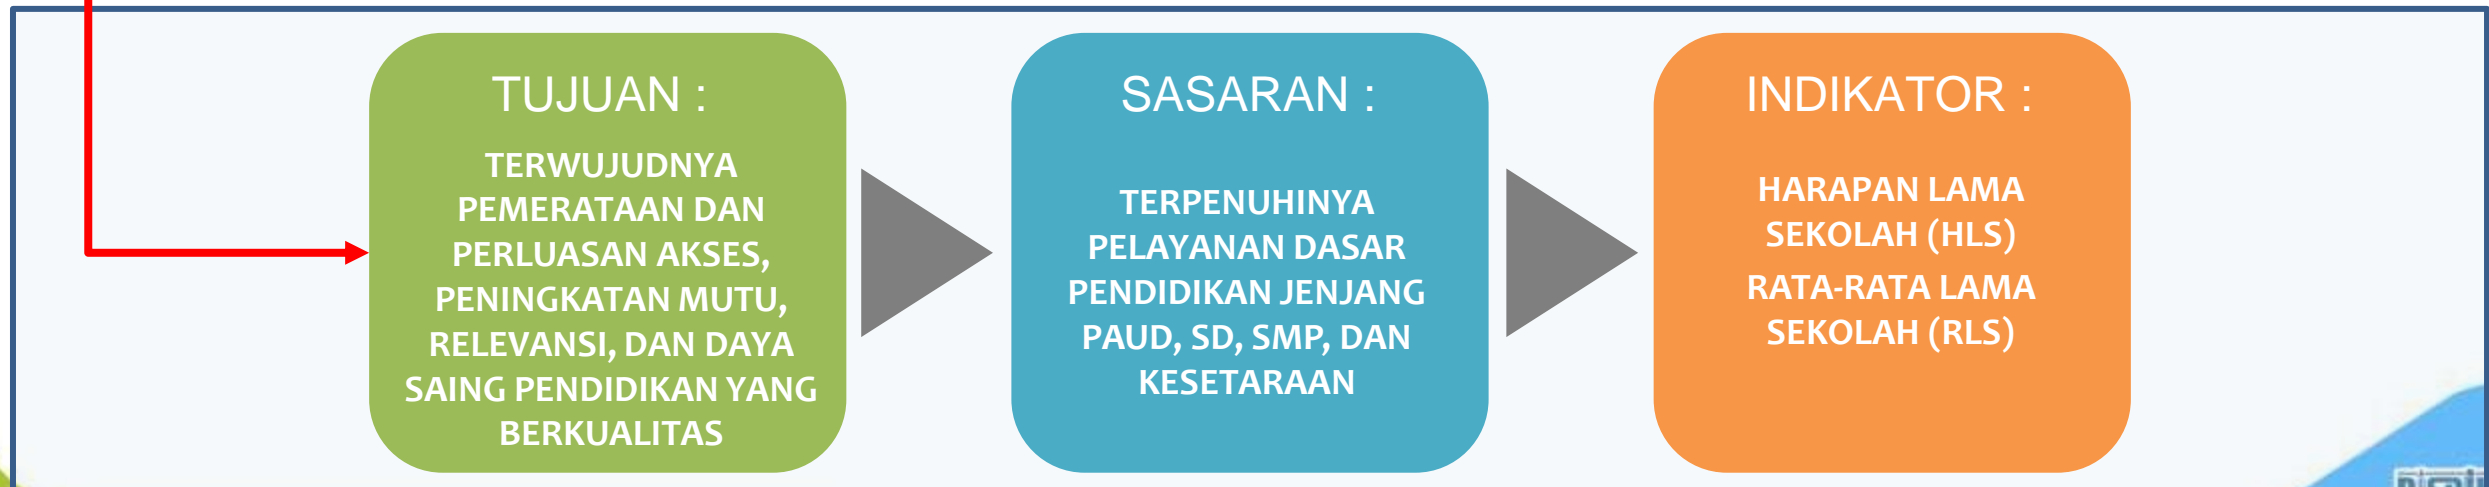 TUJUAN :
TERWUJUDNYA
PEMERATAAN DAN
PERLUASAN AKSES,
PENINGKATAN MUTU,
RELEVANSI, DAN DAYA
SAING PENDIDIKAN YANG
BERKUALITAS
SASARAN :
TERPENUHINYA
PELAYANAN DASAR
PENDIDIKAN JENJANG
PAUD, SD, SMP, DAN
KESETARAAN
INDIKATOR :
HARAPAN LAMA
SEKOLAH (HLS)
RATA-RATA LAMA
SEKOLAH (RLS)